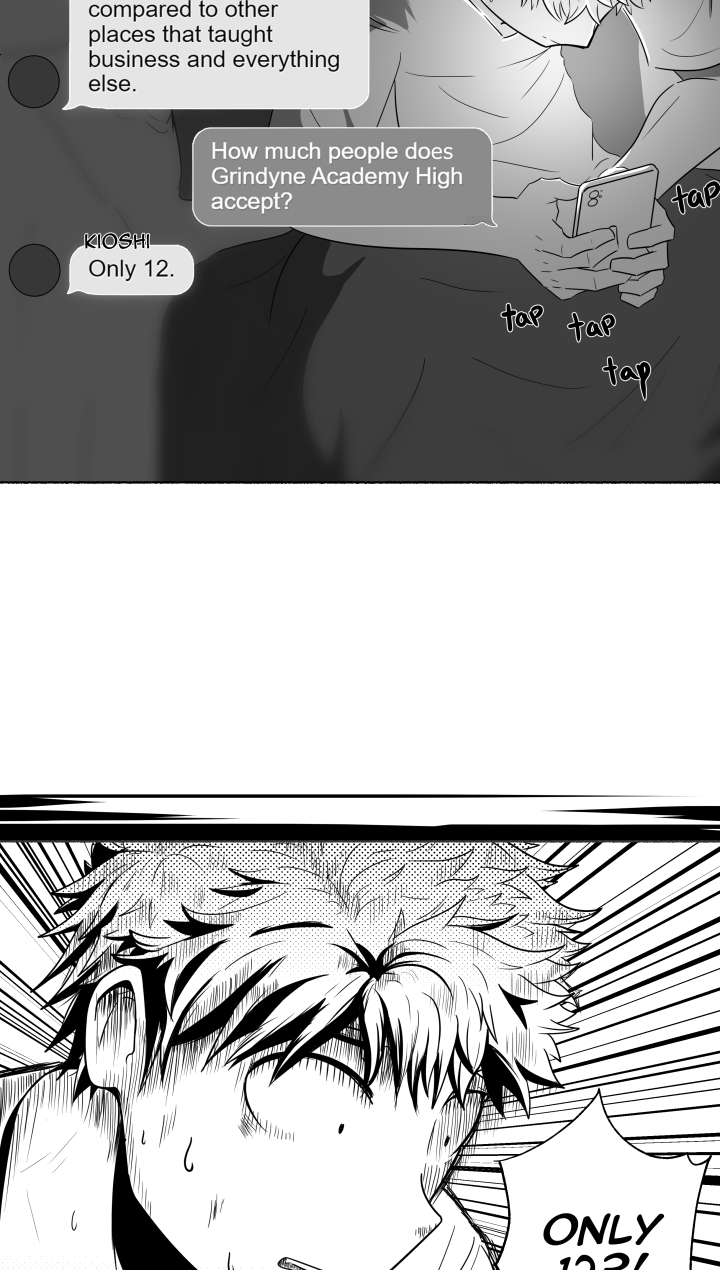 compared to other
places that taught
business and everything
else.
How much people does
Grindyne Academy High
accept?
tap
KIOSHI
Only 12.
tap
tap
tap
ONLY
12?!